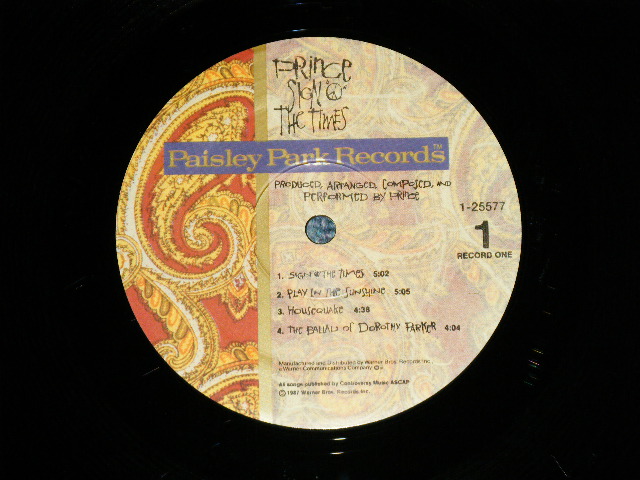 PRINCE
SIGN "☮" THE TIMES
Paisley Park Records™
PRODUCED, ARRANGED, COMPOSED, AND
PERFORMED BY PRINCE
1-25577
1
RECORD ONE
1. SIGN ☮ THE TIMES 5:02
2. PLAY IN THE SUNSHINE 5:05
3. HOUSEQUAKE 4:38
4. THE BALLAD OF DOROTHY PARKER 4:04
Manufactured and Distributed by Warner Bros. Records Inc.,
a Warner Communications Company
All songs published by Controversy Music ASCAP
© 1987 Warner Bros. Records Inc.